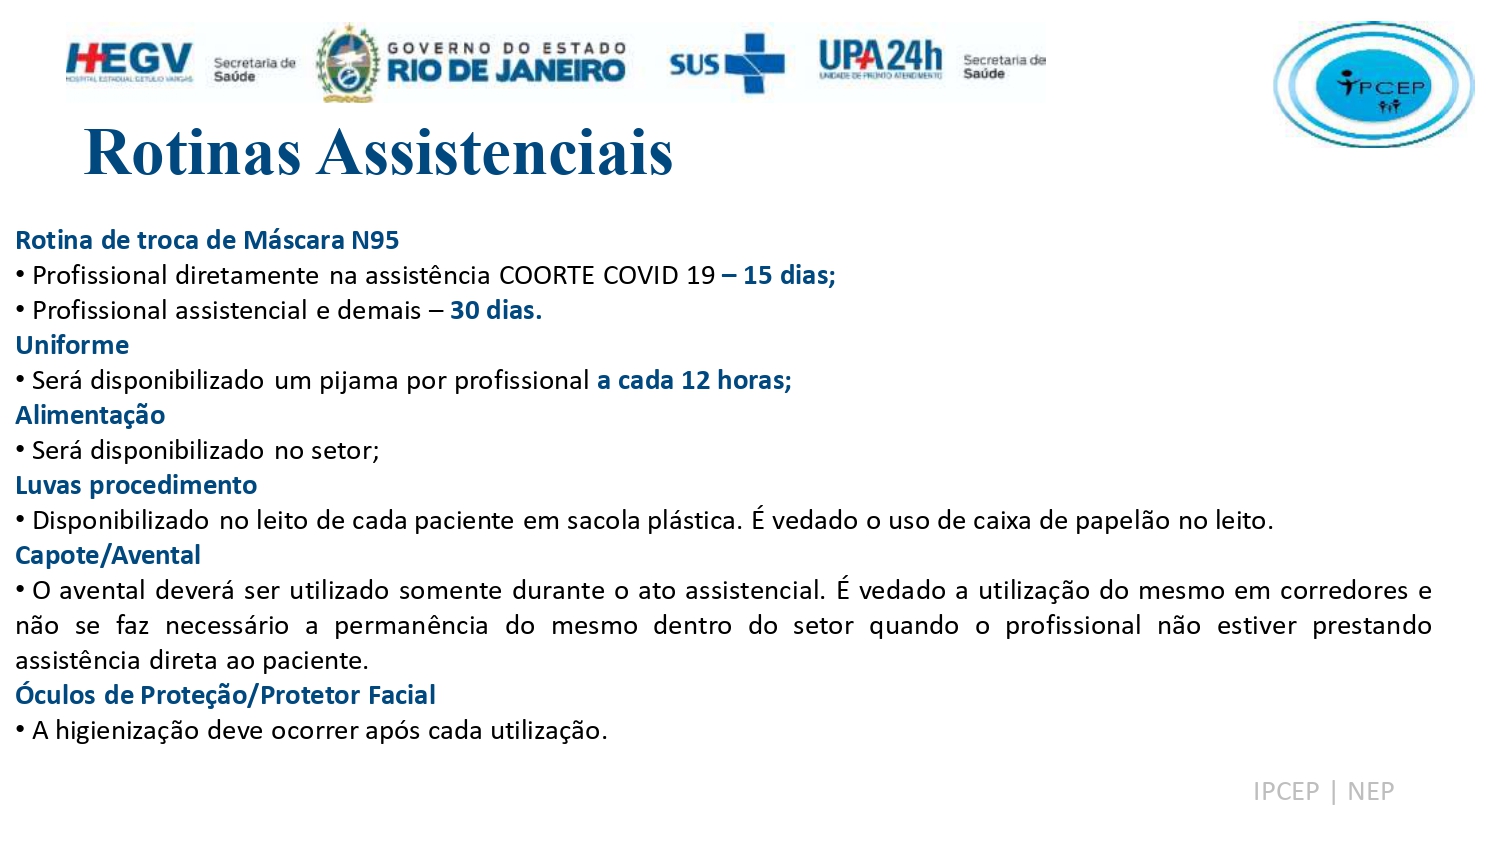 HEGV
HOSPITAL ESTADUAL GETULIO VARGAS
Secretaria de
Saúde
GOVERNO DO ESTADO
RIO DE JANEIRO
SUS
UPA 24h
UNIDADE DE PRONTO ATENDIMENTO
Secretaria de
Saúde
IPCEP
Rotinas Assistenciais
Rotina de troca de Máscara N95
• Profissional diretamente na assistência COORTE COVID 19 – 15 dias;
• Profissional assistencial e demais – 30 dias.
Uniforme
• Será disponibilizado um pijama por profissional a cada 12 horas;
Alimentação
• Será disponibilizado no setor;
Luvas procedimento
• Disponibilizado no leito de cada paciente em sacola plástica. É vedado o uso de caixa de papelão no leito.
Capote/Avental
• O avental deverá ser utilizado somente durante o ato assistencial. É vedado a utilização do mesmo em corredores e
não se faz necessário a permanência do mesmo dentro do setor quando o profissional não estiver prestando
assistência direta ao paciente.
Óculos de Proteção/Protetor Facial
• A higienização deve ocorrer após cada utilização.
IPCEP | NEP